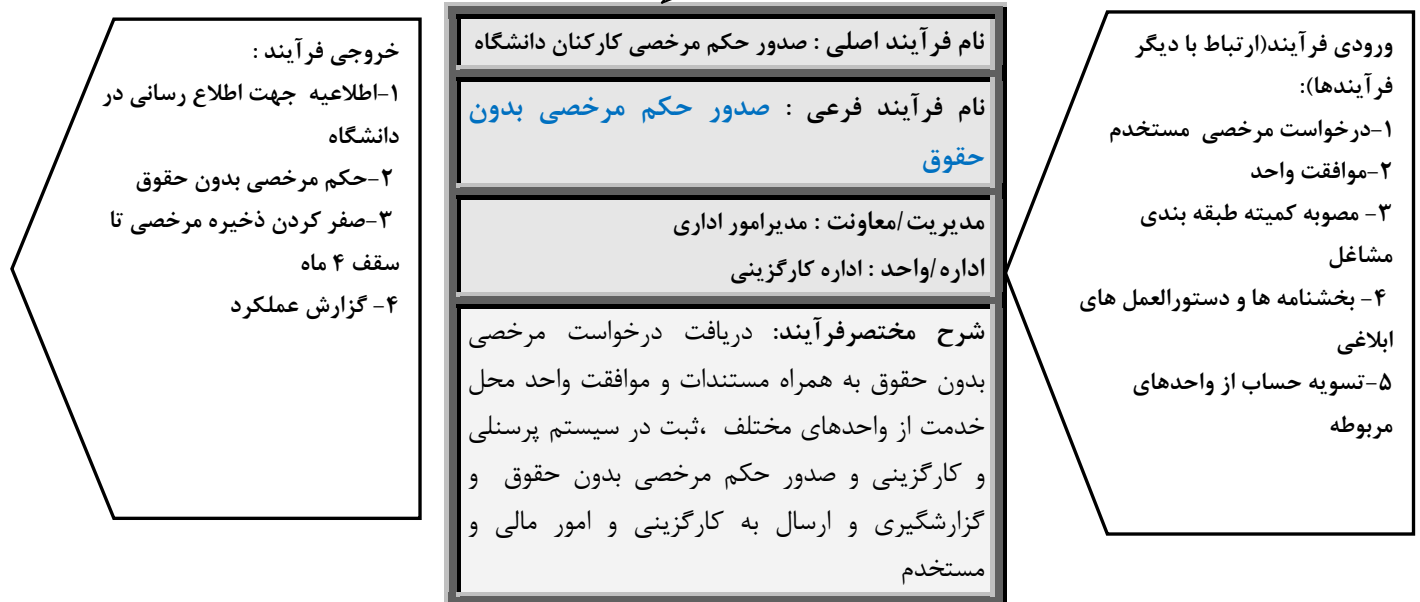 ورودی فرآیند(ارتباط با دیگر
فرآیندها):
۱-درخواست مرخصی مستخدم
۲-موافقت واحد
۳- مصوبه کمیته طبقه بندی
مشاغل
۴- بخشنامه ها و دستورالعمل های
ابلاغی
۵-تسویه حساب از واحدهای
مربوطه
نام فرآیند اصلی : صدور حکم مرخصی کارکنان دانشگاه
نام فرآیند فرعی : صدور حکم مرخصی بدون
حقوق
مدیریت/معاونت : مدیرامور اداری
اداره/واحد : اداره کارگزینی
شرح مختصرفرآیند: دریافت درخواست مرخصی
بدون حقوق به همراه مستندات و موافقت واحد محل
خدمت از واحدهای مختلف ،ثبت در سیستم پرسنلی
و کارگزینی و صدور حکم مرخصی بدون حقوق و
گزارشگیری و ارسال به کارگزینی و امور مالی و
مستخدم
خروجی فرآیند :
۱-اطلاعیه جهت اطلاع رسانی در
دانشگاه
۲-حکم مرخصی بدون حقوق
۳-صفر کردن ذخیره مرخصی تا
سقف ۴ ماه
۴- گزارش عملکرد